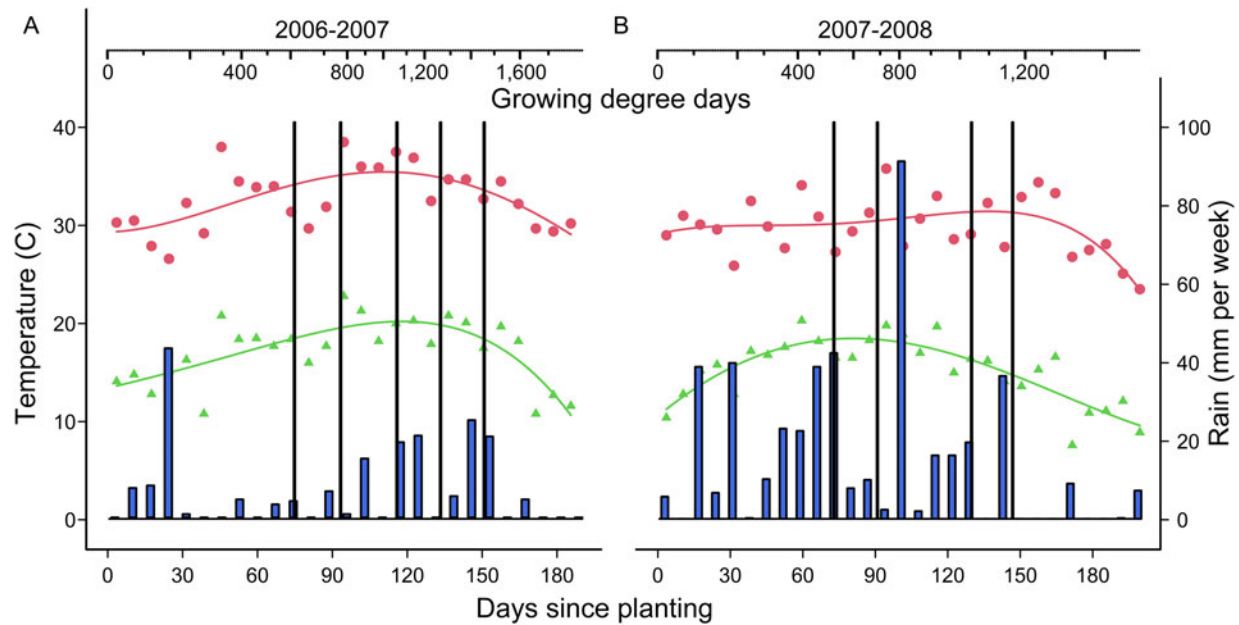 A 2006-2007 B 2007-2008
0 400 800 1,200 1,600 0 400 800 1,200
Growing degree days
40 100
30 80
60
20 40
10 20
0 0
Temperature (C)
Rain (mm per week)
0 30 60 90 120 150 180 0 30 60 90 120 150 180
Days since planting